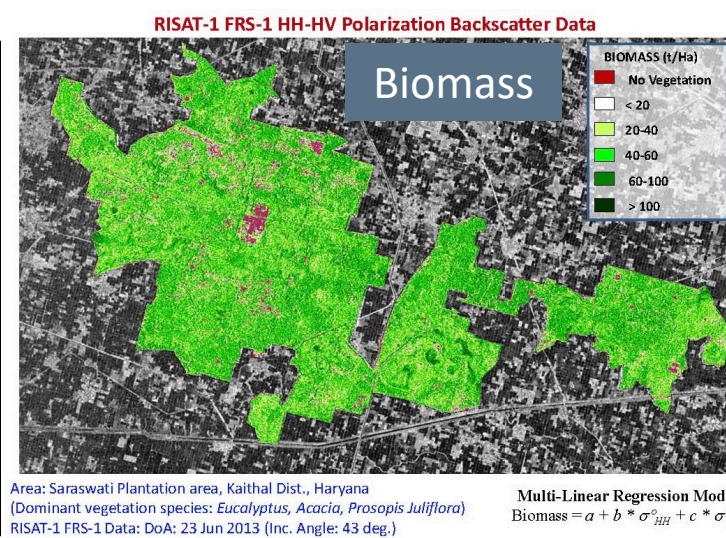 RISAT-1 FRS-1 HH-HV Polarization Backscatter Data
Biomass
BIOMASS (t/Ha)
No Vegetation
< 20
20-40
40-60
60-100
> 100
Area: Saraswati Plantation area, Kaithal Dist., Haryana
(Dominant vegetation species: Eucalyptus, Acacia, Prosopis Juliflora)
RISAT-1 FRS-1 Data: DoA: 23 Jun 2013 (Inc. Angle: 43 deg.)
Multi-Linear Regression Mod
Biomass = a + b * σ°HH + c * σ